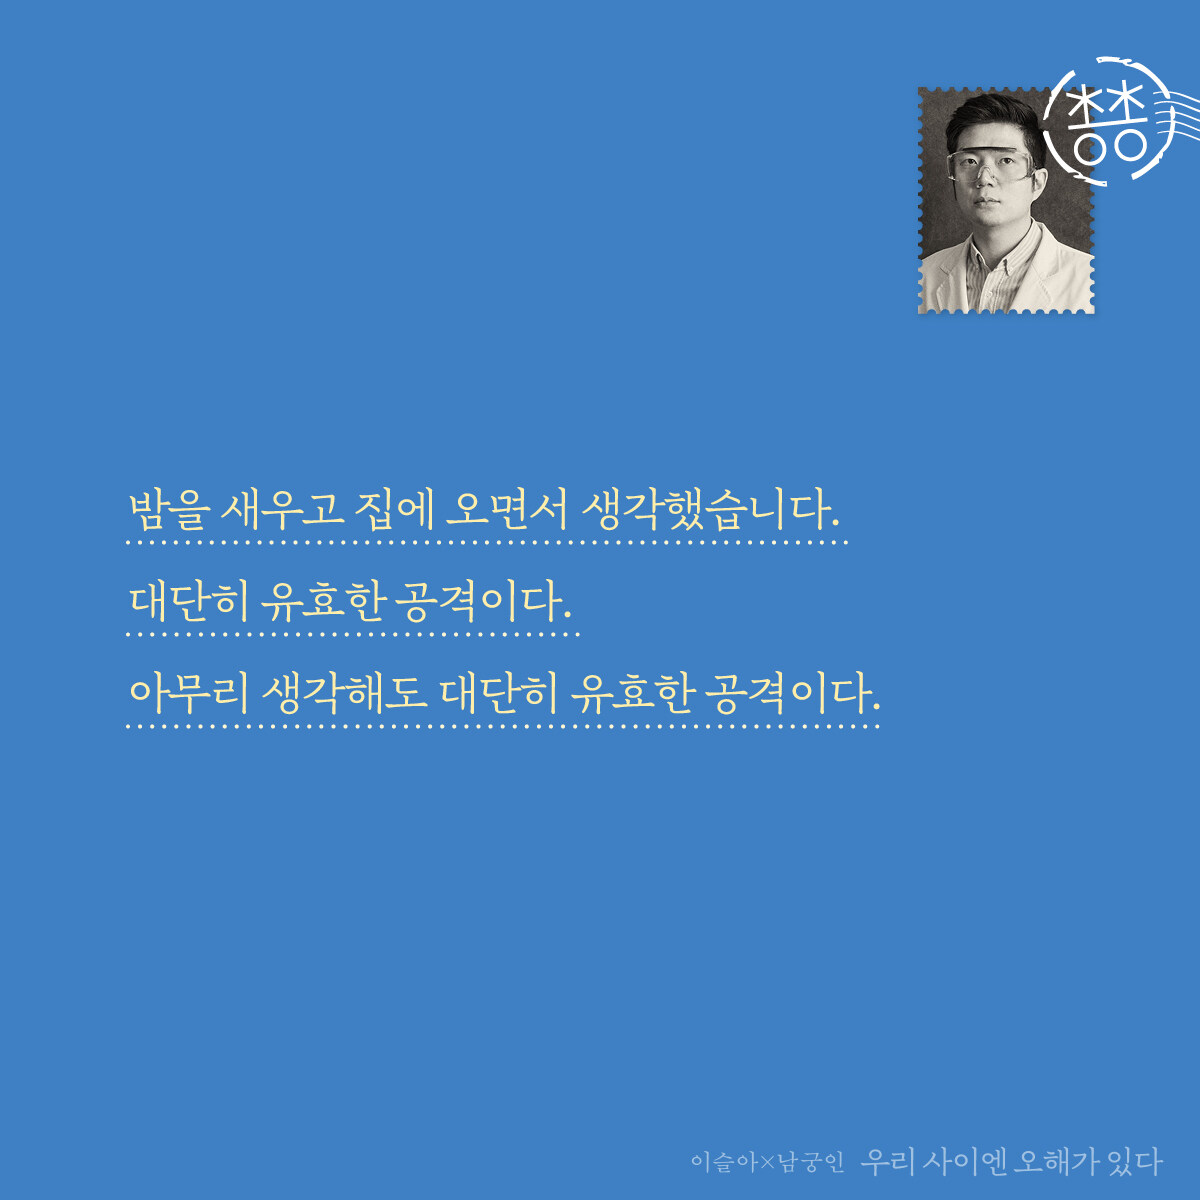 총총
밤을 새우고 집에 오면서 생각했습니다.
대단히 유효한 공격이다.
아무리 생각해도 대단히 유효한 공격이다.
이슬아×남궁인 우리 사이엔 오해가 있다